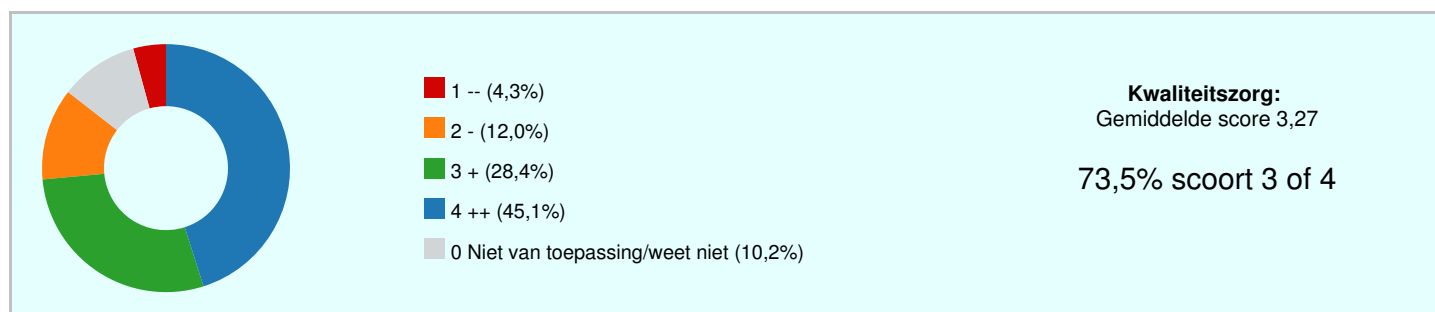 1 -- (4,3%)
2 - (12,0%)
3 + (28,4%)
4 ++ (45,1%)
0 Niet van toepassing/weet niet (10,2%)
Kwaliteitszorg:
Gemiddelde score 3,27
73,5% scoort 3 of 4